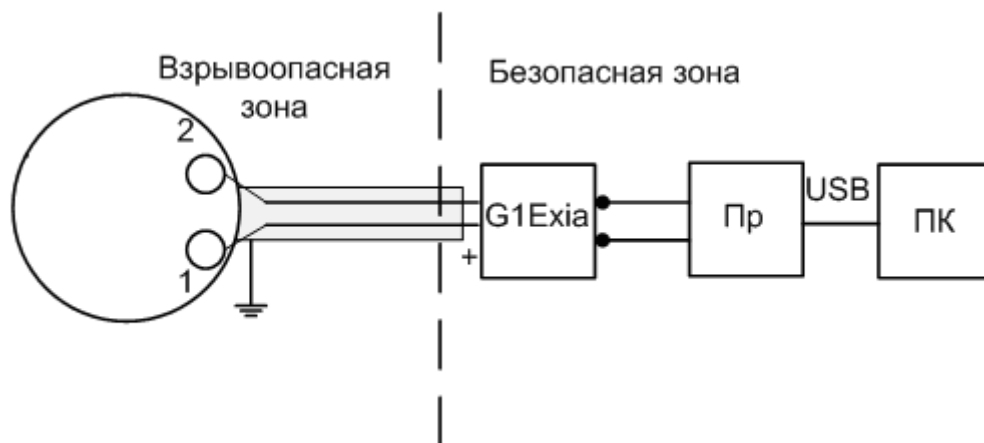 Взрывоопасная
зона
Безопасная зона
2
1
+
G1Exia
Пр
USB
ПК